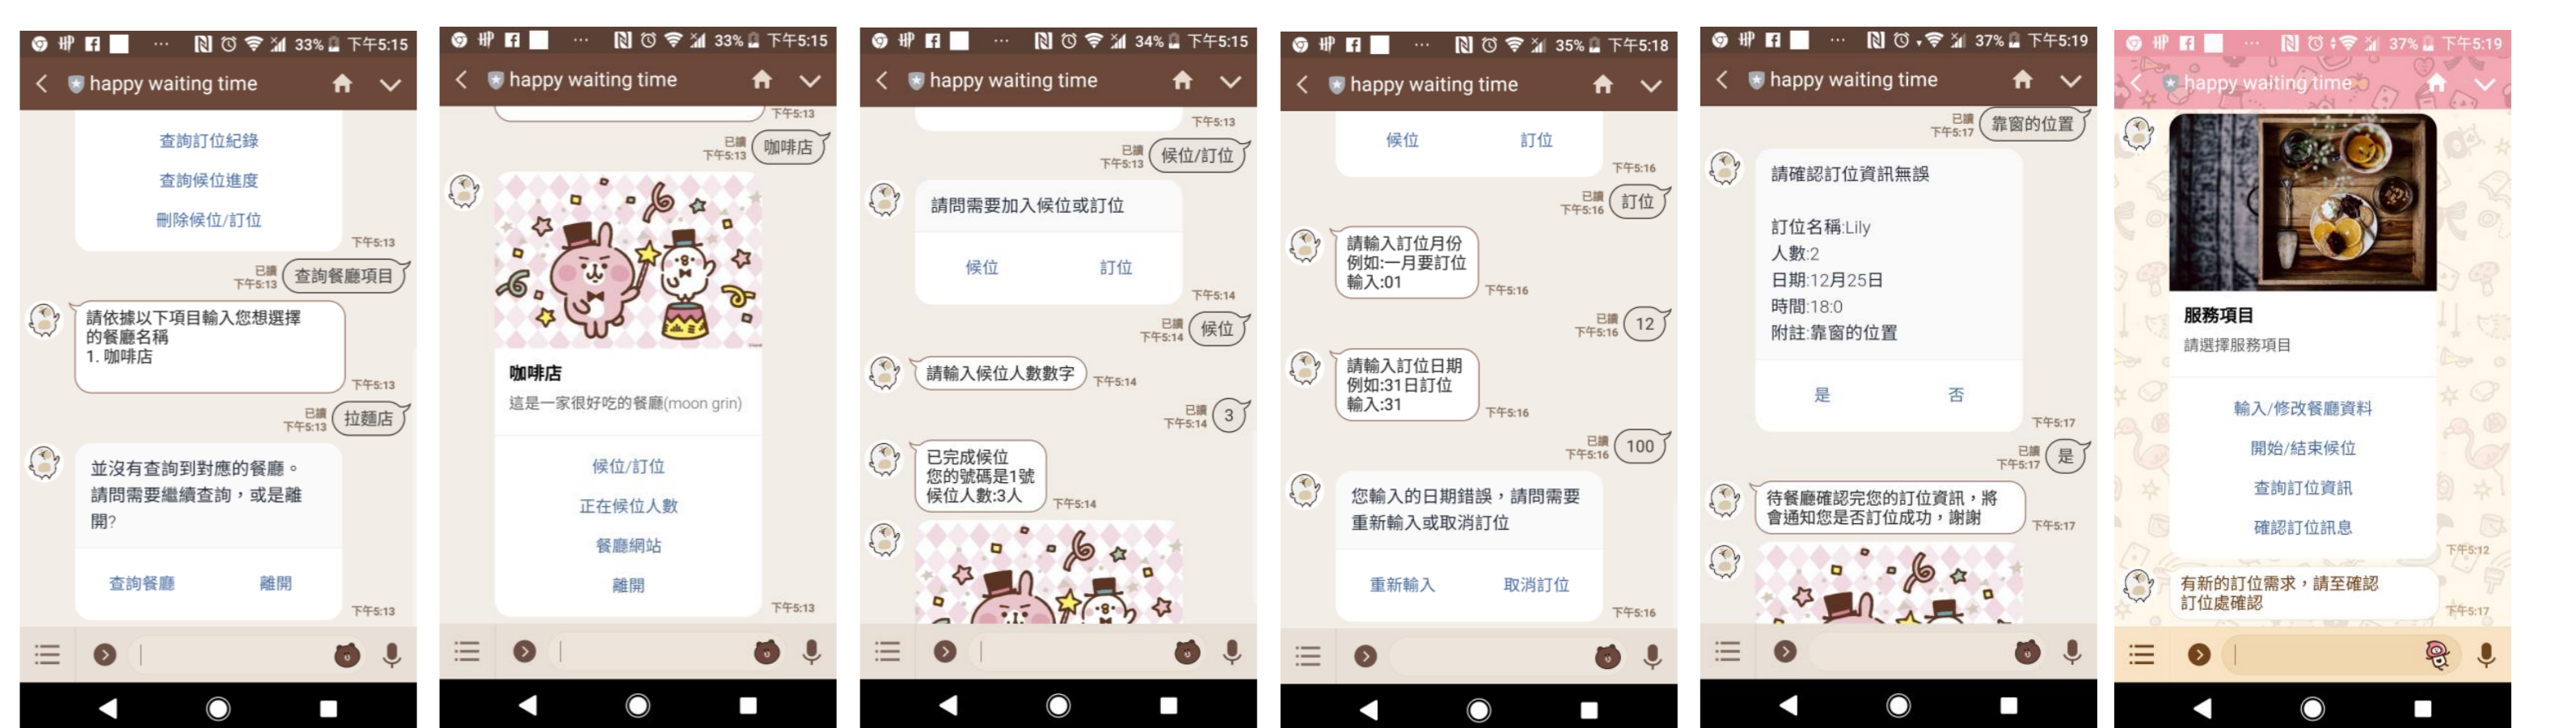 33% 下午5:15
happy waiting time
查詢訂位紀錄
查詢候位進度
刪除候位/訂位
下午5:13
已讀
下午5:13
查詢餐廳項目
請依據以下項目輸入您想選擇
的餐廳名稱
1. 咖啡店
下午5:13
已讀
下午5:13
拉麵店
並沒有查詢到對應的餐廳。
請問需要繼續查詢，或是離
開?
查詢餐廳 離開
下午5:13
33% 下午5:15
happy waiting time
下午5:13
已讀
下午5:13
咖啡店
咖啡店
這是一家很好吃的餐廳(moon grin)
候位/訂位
正在候位人數
餐廳網站
離開
下午5:13
34% 下午5:15
happy waiting time
下午5:13
已讀
下午5:13
候位/訂位
請問需要加入候位或訂位
候位 訂位
下午5:14
已讀
下午5:14
候位
請輸入候位人數數字
下午5:14
已讀
下午5:14
3
已完成候位
您的號碼是1號
候位人數:3人
下午5:14
35% 下午5:18
happy waiting time
候位 訂位
下午5:16
已讀
下午5:16
訂位
請輸入訂位月份
例如:一月要訂位
輸入:01
下午5:16
已讀
下午5:16
12
請輸入訂位日期
例如:31日訂位
輸入:31
下午5:16
已讀
下午5:16
100
您輸入的日期錯誤，請問需要
重新輸入或取消訂位
重新輸入 取消訂位
下午5:16
37% 下午5:19
happy waiting time
已讀
下午5:17
靠窗的位置
請確認訂位資訊無誤
訂位名稱:Lily
人數:2
日期:12月25日
時間:18:0
附註:靠窗的位置
是 否
下午5:17
已讀
下午5:17
是
待餐廳確認完您的訂位資訊，將
會通知您是否訂位成功，謝謝
下午5:17
37% 下午5:19
happy waiting time
服務項目
請選擇服務項目
輸入/修改餐廳資料
開始/結束候位
查詢訂位資訊
確認訂位訊息
下午5:12
有新的訂位需求，請至確認
訂位處確認
下午5:17